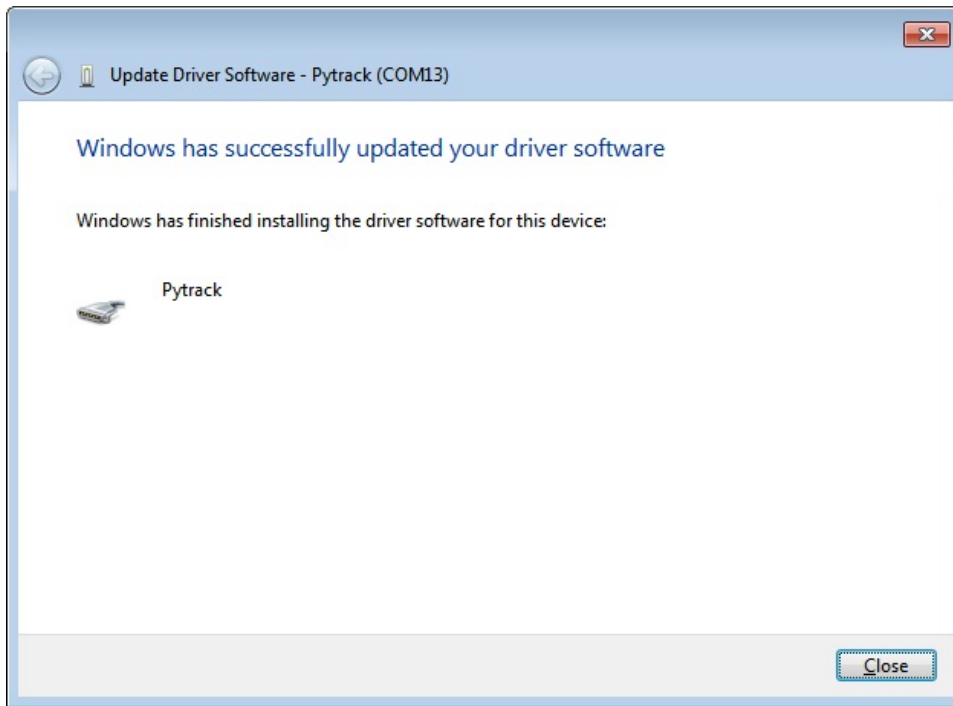 Update Driver Software - Pytrack (COM13)
Windows has successfully updated your driver software
Windows has finished installing the driver software for this device:
Pytrack
Close